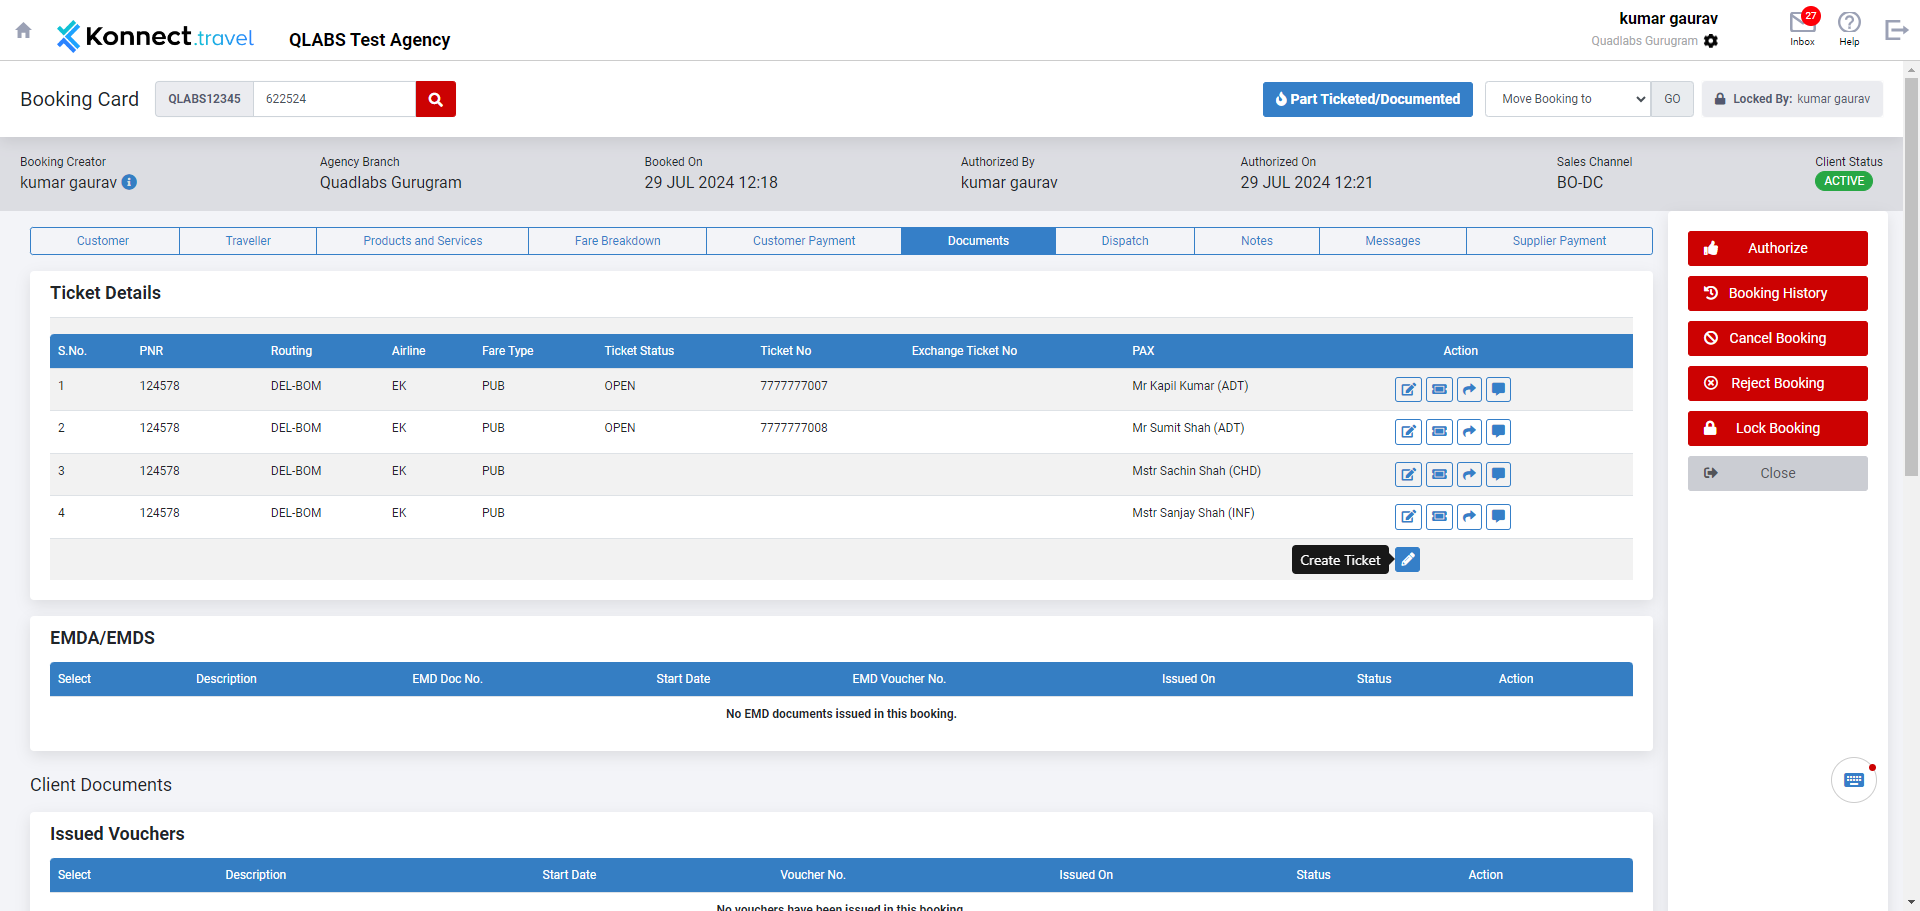 Konnect.travel
QLABS Test Agency
kumar gaurav
Quadlabs Gurugram
27
Inbox
Help
Booking Card
QLABS12345
622524
Part Ticketed/Documented
Move Booking to
GO
Locked By: kumar gaurav
Booking Creator
kumar gaurav
Agency Branch
Quadlabs Gurugram
Booked On
29 JUL 2024 12:18
Authorized By
kumar gaurav
Authorized On
29 JUL 2024 12:21
Sales Channel
BO-DC
Client Status
ACTIVE
Customer
Traveller
Products and Services
Fare Breakdown
Customer Payment
Documents
Dispatch
Notes
Messages
Supplier Payment
Ticket Details
S.No. PNR Routing Airline Fare Type Ticket Status Ticket No Exchange Ticket No PAX Action
1 124578 DEL-BOM EK PUB OPEN 7777777007 Mr Kapil Kumar (ADT)
2 124578 DEL-BOM EK PUB OPEN 7777777008 Mr Sumit Shah (ADT)
3 124578 DEL-BOM EK PUB Mstr Sachin Shah (CHD)
4 124578 DEL-BOM EK PUB Mstr Sanjay Shah (INF)
Create Ticket
EMDA/EMDS
Select Description EMD Doc No. Start Date EMD Voucher No. Issued On Status Action
No EMD documents issued in this booking.
Client Documents
Issued Vouchers
Select Description Start Date Voucher No. Issued On Status Action
No vouchers have been issued in this booking.
Authorize
Booking History
Cancel Booking
Reject Booking
Lock Booking
Close